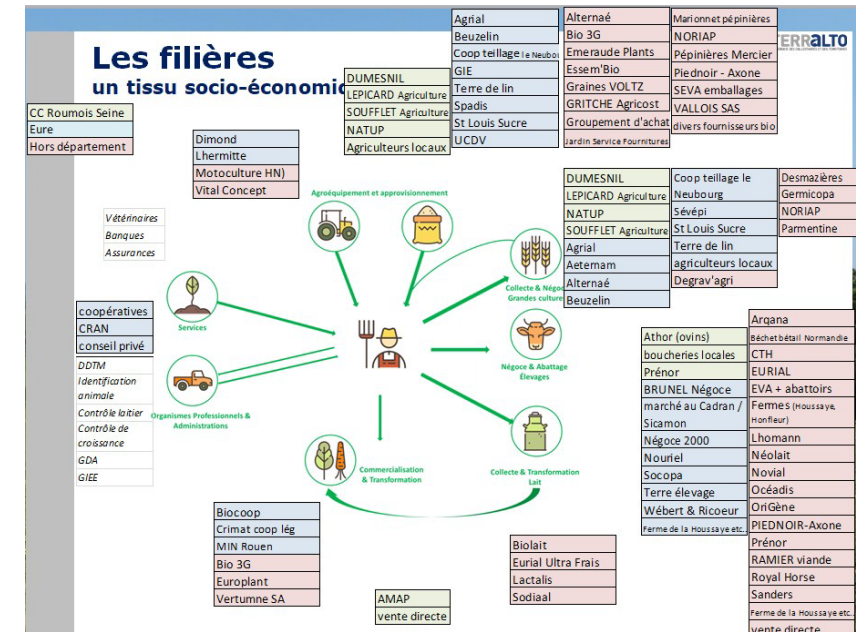 Les filières
un tissu socio-économiq
TERRALTO
CC Roumois Seine
Eure
Hors département
Dimond
Lhermitte
Motoculture HN)
Vital Concept
DUMESNIL
LEPICARD Agriculture
SOUFFLET Agriculture
NATUP
Agriculteurs locaux
Agrial
Beuzelin
Coop teillage le Neubo
GIE
Terre de lin
Spadis
St Louis Sucre
UCDV
Alternaé
Bio 3G
Emeraude Plants
Essem'Bio
Graines VOLTZ
GRITCHE Agricost
Groupement d'achat
Jardin Service Fournitures
Marionnet pépinières
NORIAP
Pépinières Mercier
Piednoir - Axone
SEVA emballages
VALLOIS SAS
divers fournisseurs bio
Agroéquipement et approvisionnement
Vétérinaires
Banques
Assurances
Services
coopératives
CRAN
conseil privé
DDTM
Identification
animale
Contrôle laitier
Contrôle de
croissance
GDA
GIEE
Organismes Professionnels &
Administrations
Collecte & Négoc
Grandes culture
DUMESNIL
LEPICARD Agriculture
NATUP
SOUFFLET Agriculture
Agrial
Aeternam
Alternaé
Beuzelin
Coop teillage le
Neubourg
Sévépi
St Louis Sucre
Terre de lin
agriculteurs locaux
Degrav'agri
Desmazières
Germicopa
NORIAP
Parmentine
Négoce & Abattage
Élevages
Athor (ovins)
boucheries locales
Prénor
BRUNEL Négoce
marché au Cadran /
Sicamon
Négoce 2000
Nouriel
Socopa
Terre élevage
Wébert & Ricoeur
Ferme de la Houssaye etc..
Arqana
Béchet bétail Normandie
CTH
EURIAL
EVA + abattoirs
Fermes (Houssaye,
Honfleur)
Lhomann
Néolait
Novial
Océadis
OriGène
PIEDNOIR-Axone
Prénor
RAMIER viande
Royal Horse
Sanders
Ferme de la Houssaye etc..
vente directe
Commercialisation
& Transformation
Collecte & Transformation
Lait
Biocoop
Crimat coop lég
MIN Rouen
Bio 3G
Europlant
Vertumne SA
AMAP
vente directe
Biolait
Eurial Ultra Frais
Lactalis
Sodiaal